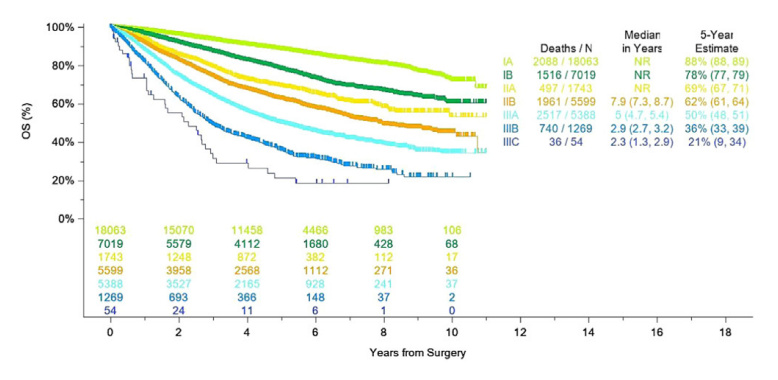 Median 5-Year
Deaths / N in Years Estimate
IA 2088 / 18063 NR 88% (88, 89)
IB 1516 / 7019 NR 78% (77, 79)
IIA 497 / 1743 NR 69% (67, 71)
IIB 1961 / 5599 7.9 (7.3, 8.7) 62% (61, 64)
IIIA 2517 / 5388 5 (4.7, 5.4) 50% (48, 51)
IIIB 740 / 1269 2.9 (2.7, 3.2) 36% (33, 39)
IIIC 36 / 54 2.3 (1.3, 2.9) 21% (9, 34)
OS (%)
100%
80%
60%
40%
20%
0%
18063 15070 11458 4466 983 106
7019 5579 4112 1680 428 68
1743 1248 872 382 112 17
5599 3958 2568 1112 271 36
5388 3527 2165 928 241 37
1269 693 366 148 37 2
54 24 11 6 1 0
0 2 4 6 8 10 12 14 16 18
Years from Surgery